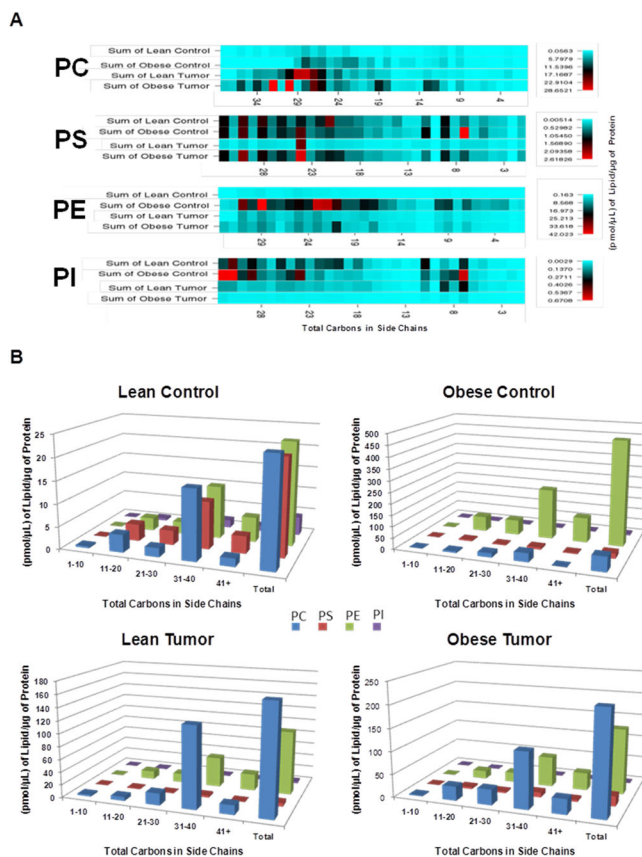 A
PC
Sum of Lean Control
Sum of Obese Control
Sum of Lean Tumor
Sum of Obese Tumor
34 29 24 19 14 9 4
0.0563
5.7979
11.5396
17.1687
22.9104
28.6521
PS
Sum of Lean Control
Sum of Obese Control
Sum of Lean Tumor
Sum of Obese Tumor
28 23 18 13 8 3
0.00514
0.52982
1.05450
1.56890
2.09358
2.61826
PE
Sum of Lean Control
Sum of Obese Control
Sum of Lean Tumor
Sum of Obese Tumor
29 24 19 14 9 4
0.163
8.568
16.973
25.213
33.618
42.023
PI
Sum of Lean Control
Sum of Obese Control
Sum of Lean Tumor
Sum of Obese Tumor
28 23 18 13 8 3
0.0029
0.1370
0.2711
0.4026
0.5367
0.6708
(pmol/µL) of Lipid/µg of Protein
Total Carbons in Side Chains
B
Lean Control
(pmol/µL) of Lipid/µg of Protein
25
20
15
10
5
0
1-10 11-20 21-30 31-40 41+ Total
Total Carbons in Side Chains
Obese Control
(pmol/µL) of Lipid/µg of Protein
500
450
400
350
300
250
200
150
100
50
0
1-10 11-20 21-30 31-40 41+ Total
Total Carbons in Side Chains
PC PS PE PI
Lean Tumor
(pmol/µL) of Lipid/µg of Protein
180
160
140
120
100
80
60
40
20
0
1-10 11-20 21-30 31-40 41+ Total
Total Carbons in Side Chains
Obese Tumor
(pmol/µL) of Lipid/µg of Protein
250
200
150
100
50
0
1-10 11-20 21-30 31-40 41+ Total
Total Carbons in Side Chains